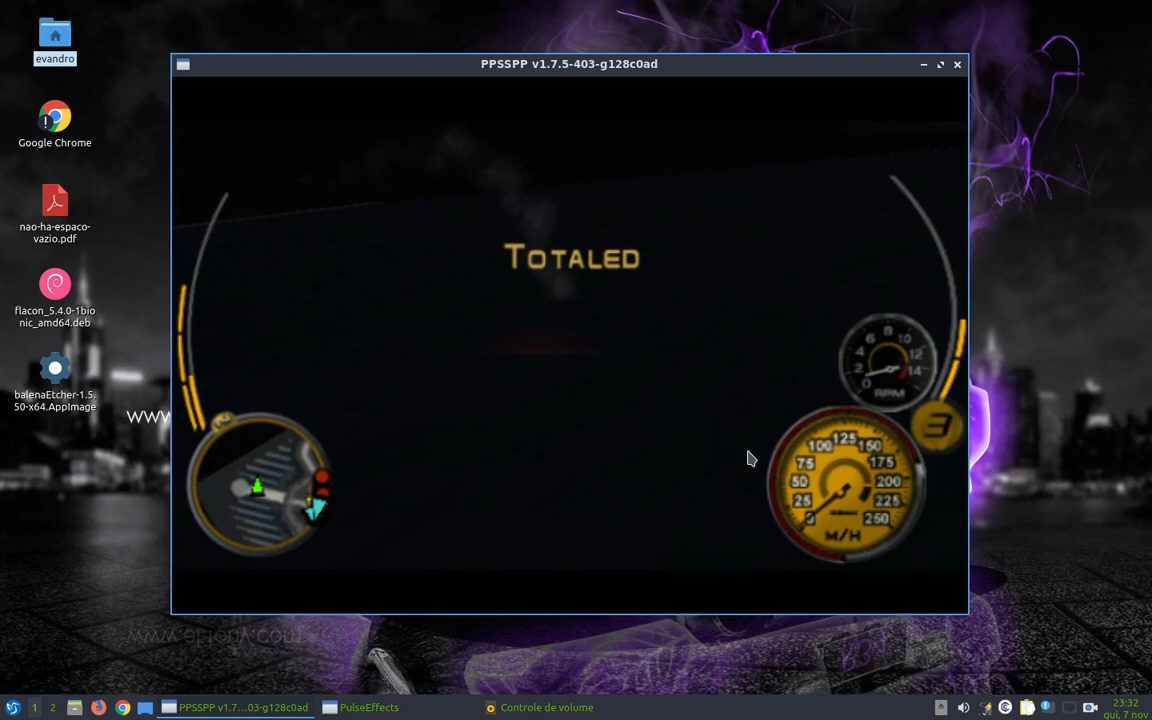 evandro
Google Chrome
nao-ha-espaco-
vazio.pdf
flacon_5.4.0-1bio
nic_amd64.deb
balenaEtcher-1.5.
50-x64.AppImage
WWW
PPSSPP v1.7.5-403-g128c0ad
TOTALED
0
2
4
6
8
10
12
14
RPM
3
0
25
50
75
100
125
150
175
200
225
250
M/H
1
2
PPSSPP v1.7...03-g128c0ad
PulseEffects
Controle de volume
23:32
qui, 7 nov